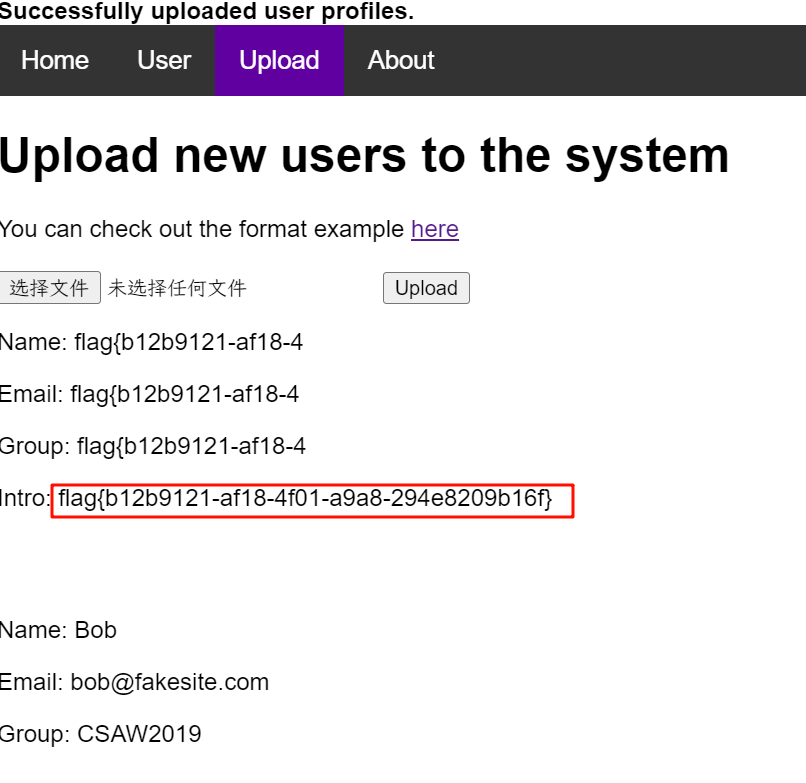 Successfully uploaded user profiles.
Home User Upload About
Upload new users to the system
You can check out the format example here
选择文件 未选择任何文件 Upload
Name: flag{b12b9121-af18-4
Email: flag{b12b9121-af18-4
Group: flag{b12b9121-af18-4
Intro: flag{b12b9121-af18-4f01-a9a8-294e8209b16f}
Name: Bob
Email: bob@fakesite.com
Group: CSAW2019